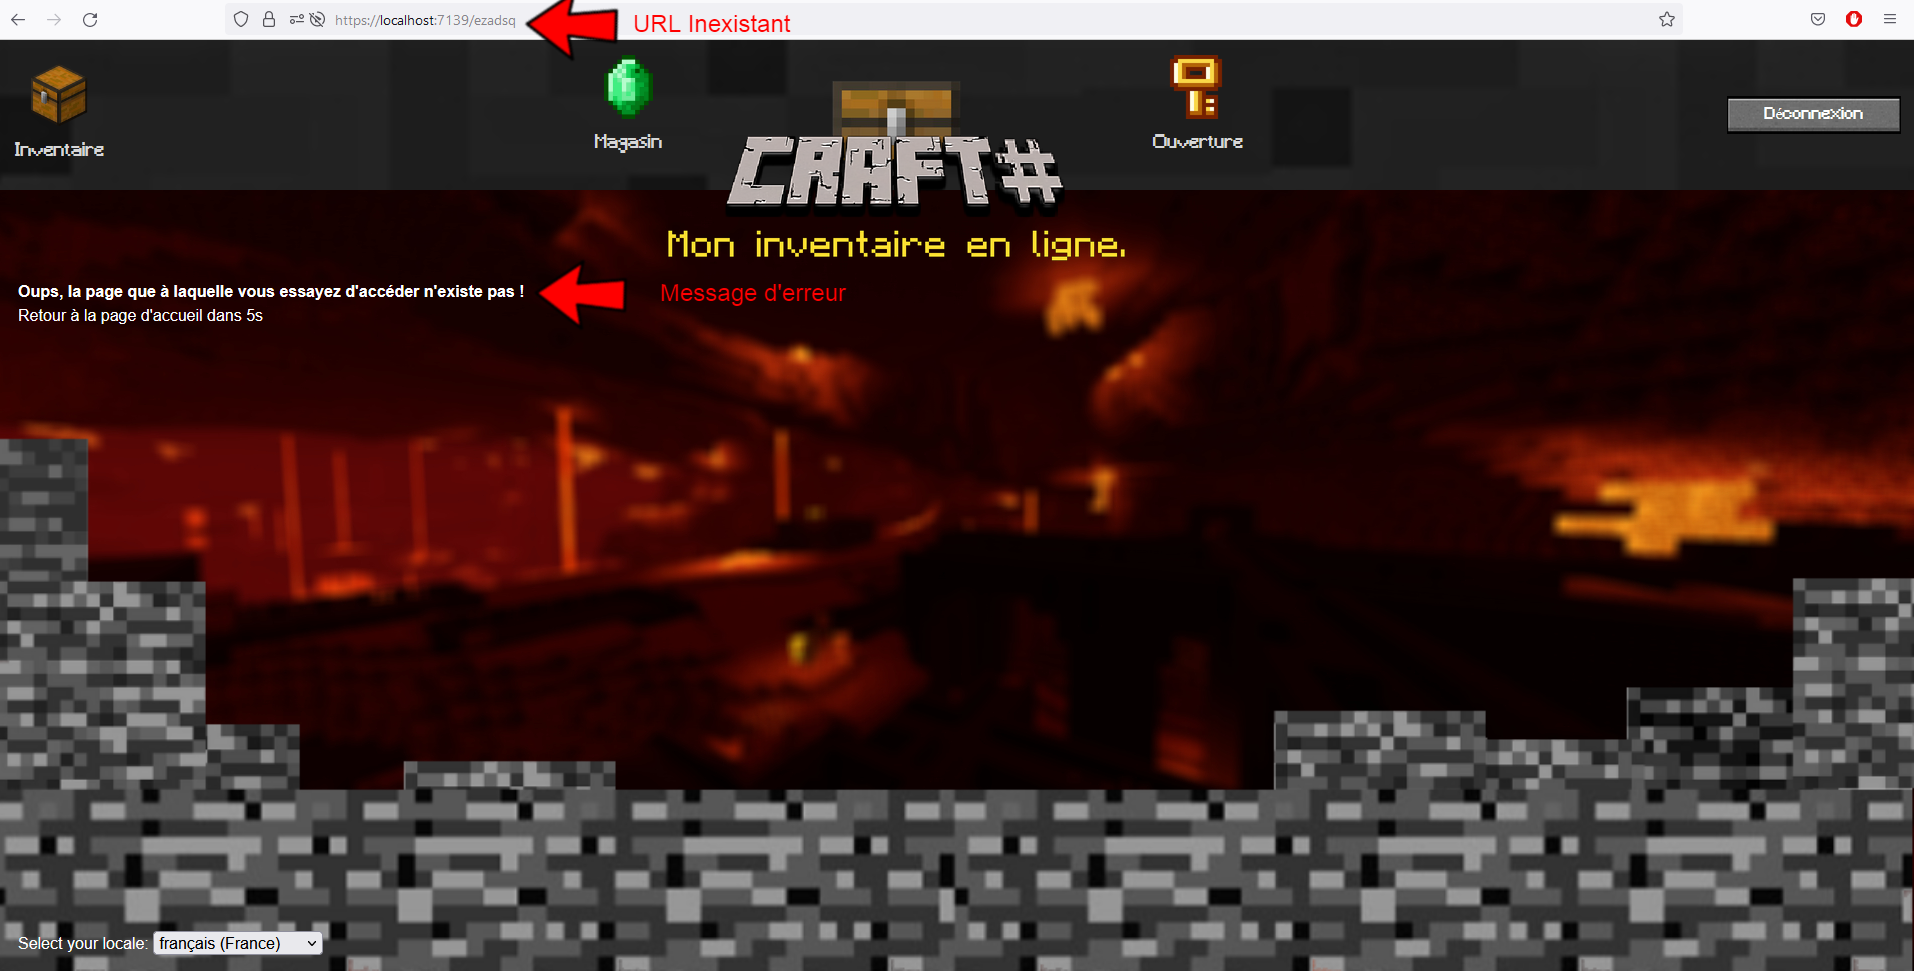 https://localhost:7139/ezadsq
URL Inexistant
Inventaire
Magasin
CRAFT#
Ouverture
Déconnexion
Mon inventaire en ligne.
Oups, la page que à laquelle vous essayez d'accéder n'existe pas !
Message d'erreur
Retour à la page d'accueil dans 5s
Select your locale: français (France)